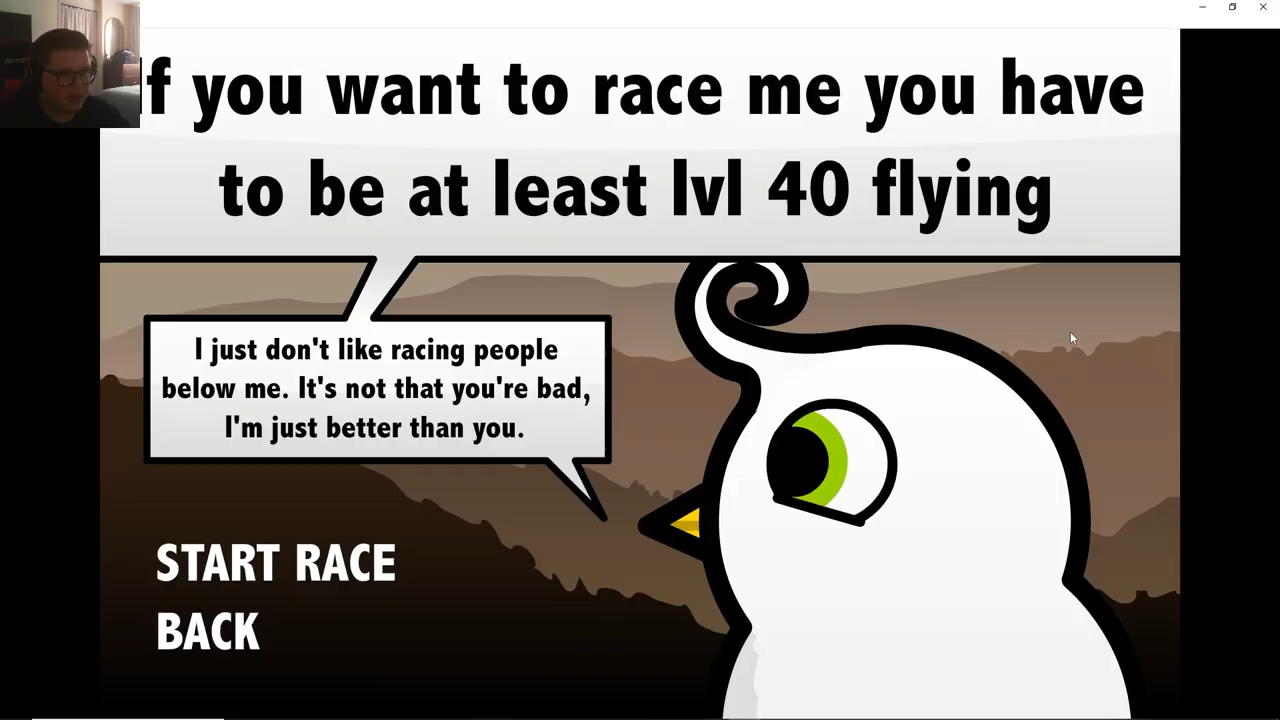 f you want to race me you have
to be at least lvl 40 flying
I just don't like racing people
below me. It's not that you're bad,
I'm just better than you.
START RACE
BACK